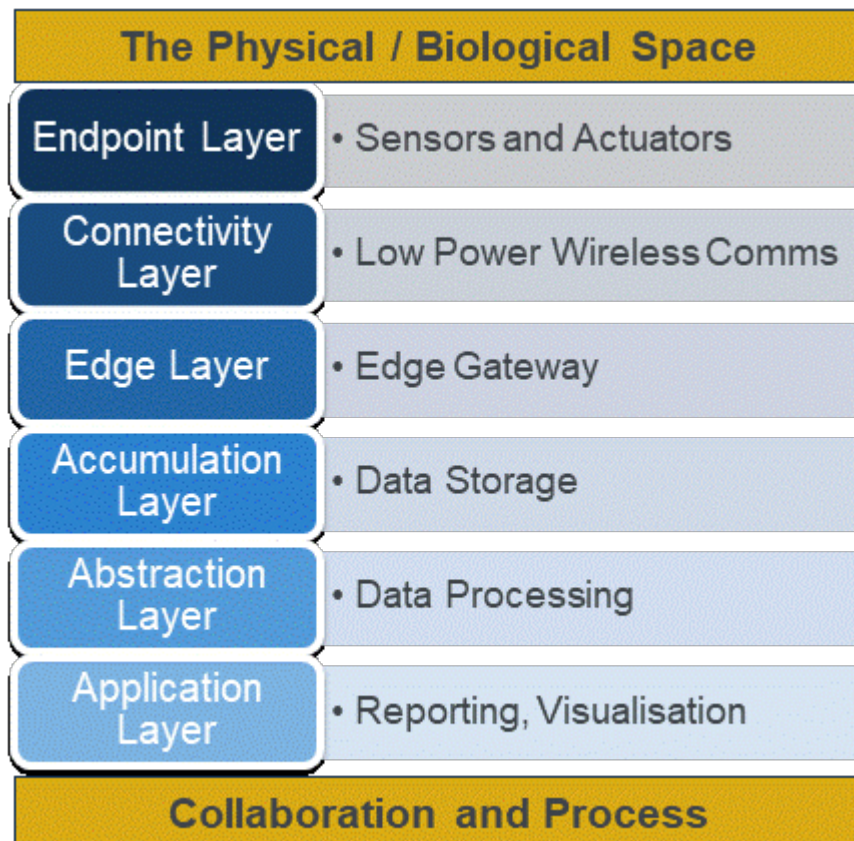 The Physical / Biological Space
Endpoint Layer
• Sensors and Actuators
Connectivity
Layer
• Low Power Wireless Comms
Edge Layer
• Edge Gateway
Accumulation
Layer
• Data Storage
Abstraction
Layer
• Data Processing
Application
Layer
• Reporting, Visualisation
Collaboration and Process